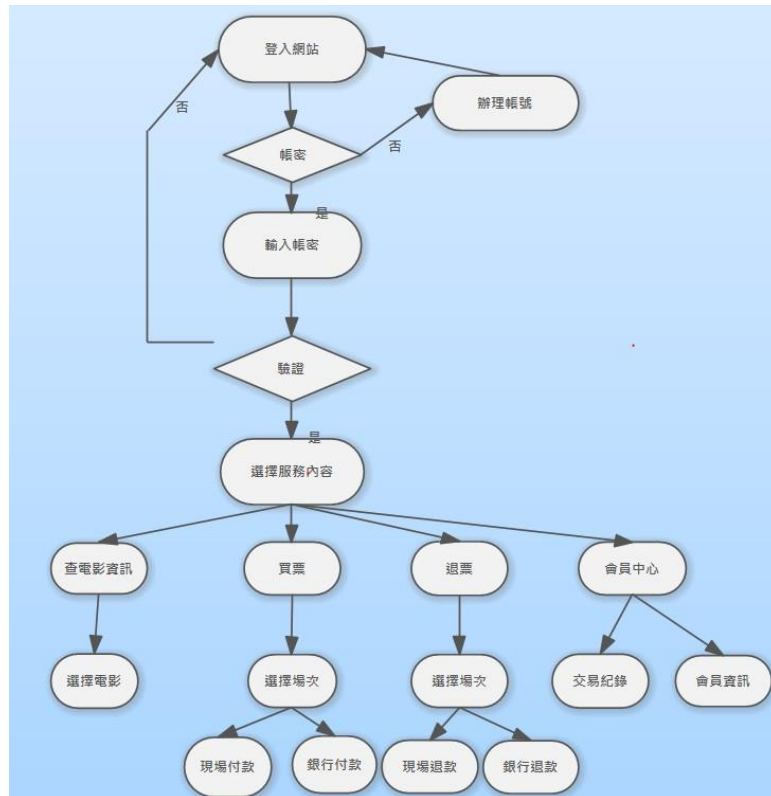 登入網站
辦理帳號
否
帳密
否
是
輸入帳密
驗證
是
選擇服務內容
查電影資訊
買票
退票
會員中心
選擇電影
選擇場次
選擇場次
交易紀錄
會員資訊
現場付款
銀行付款
現場退款
銀行退款